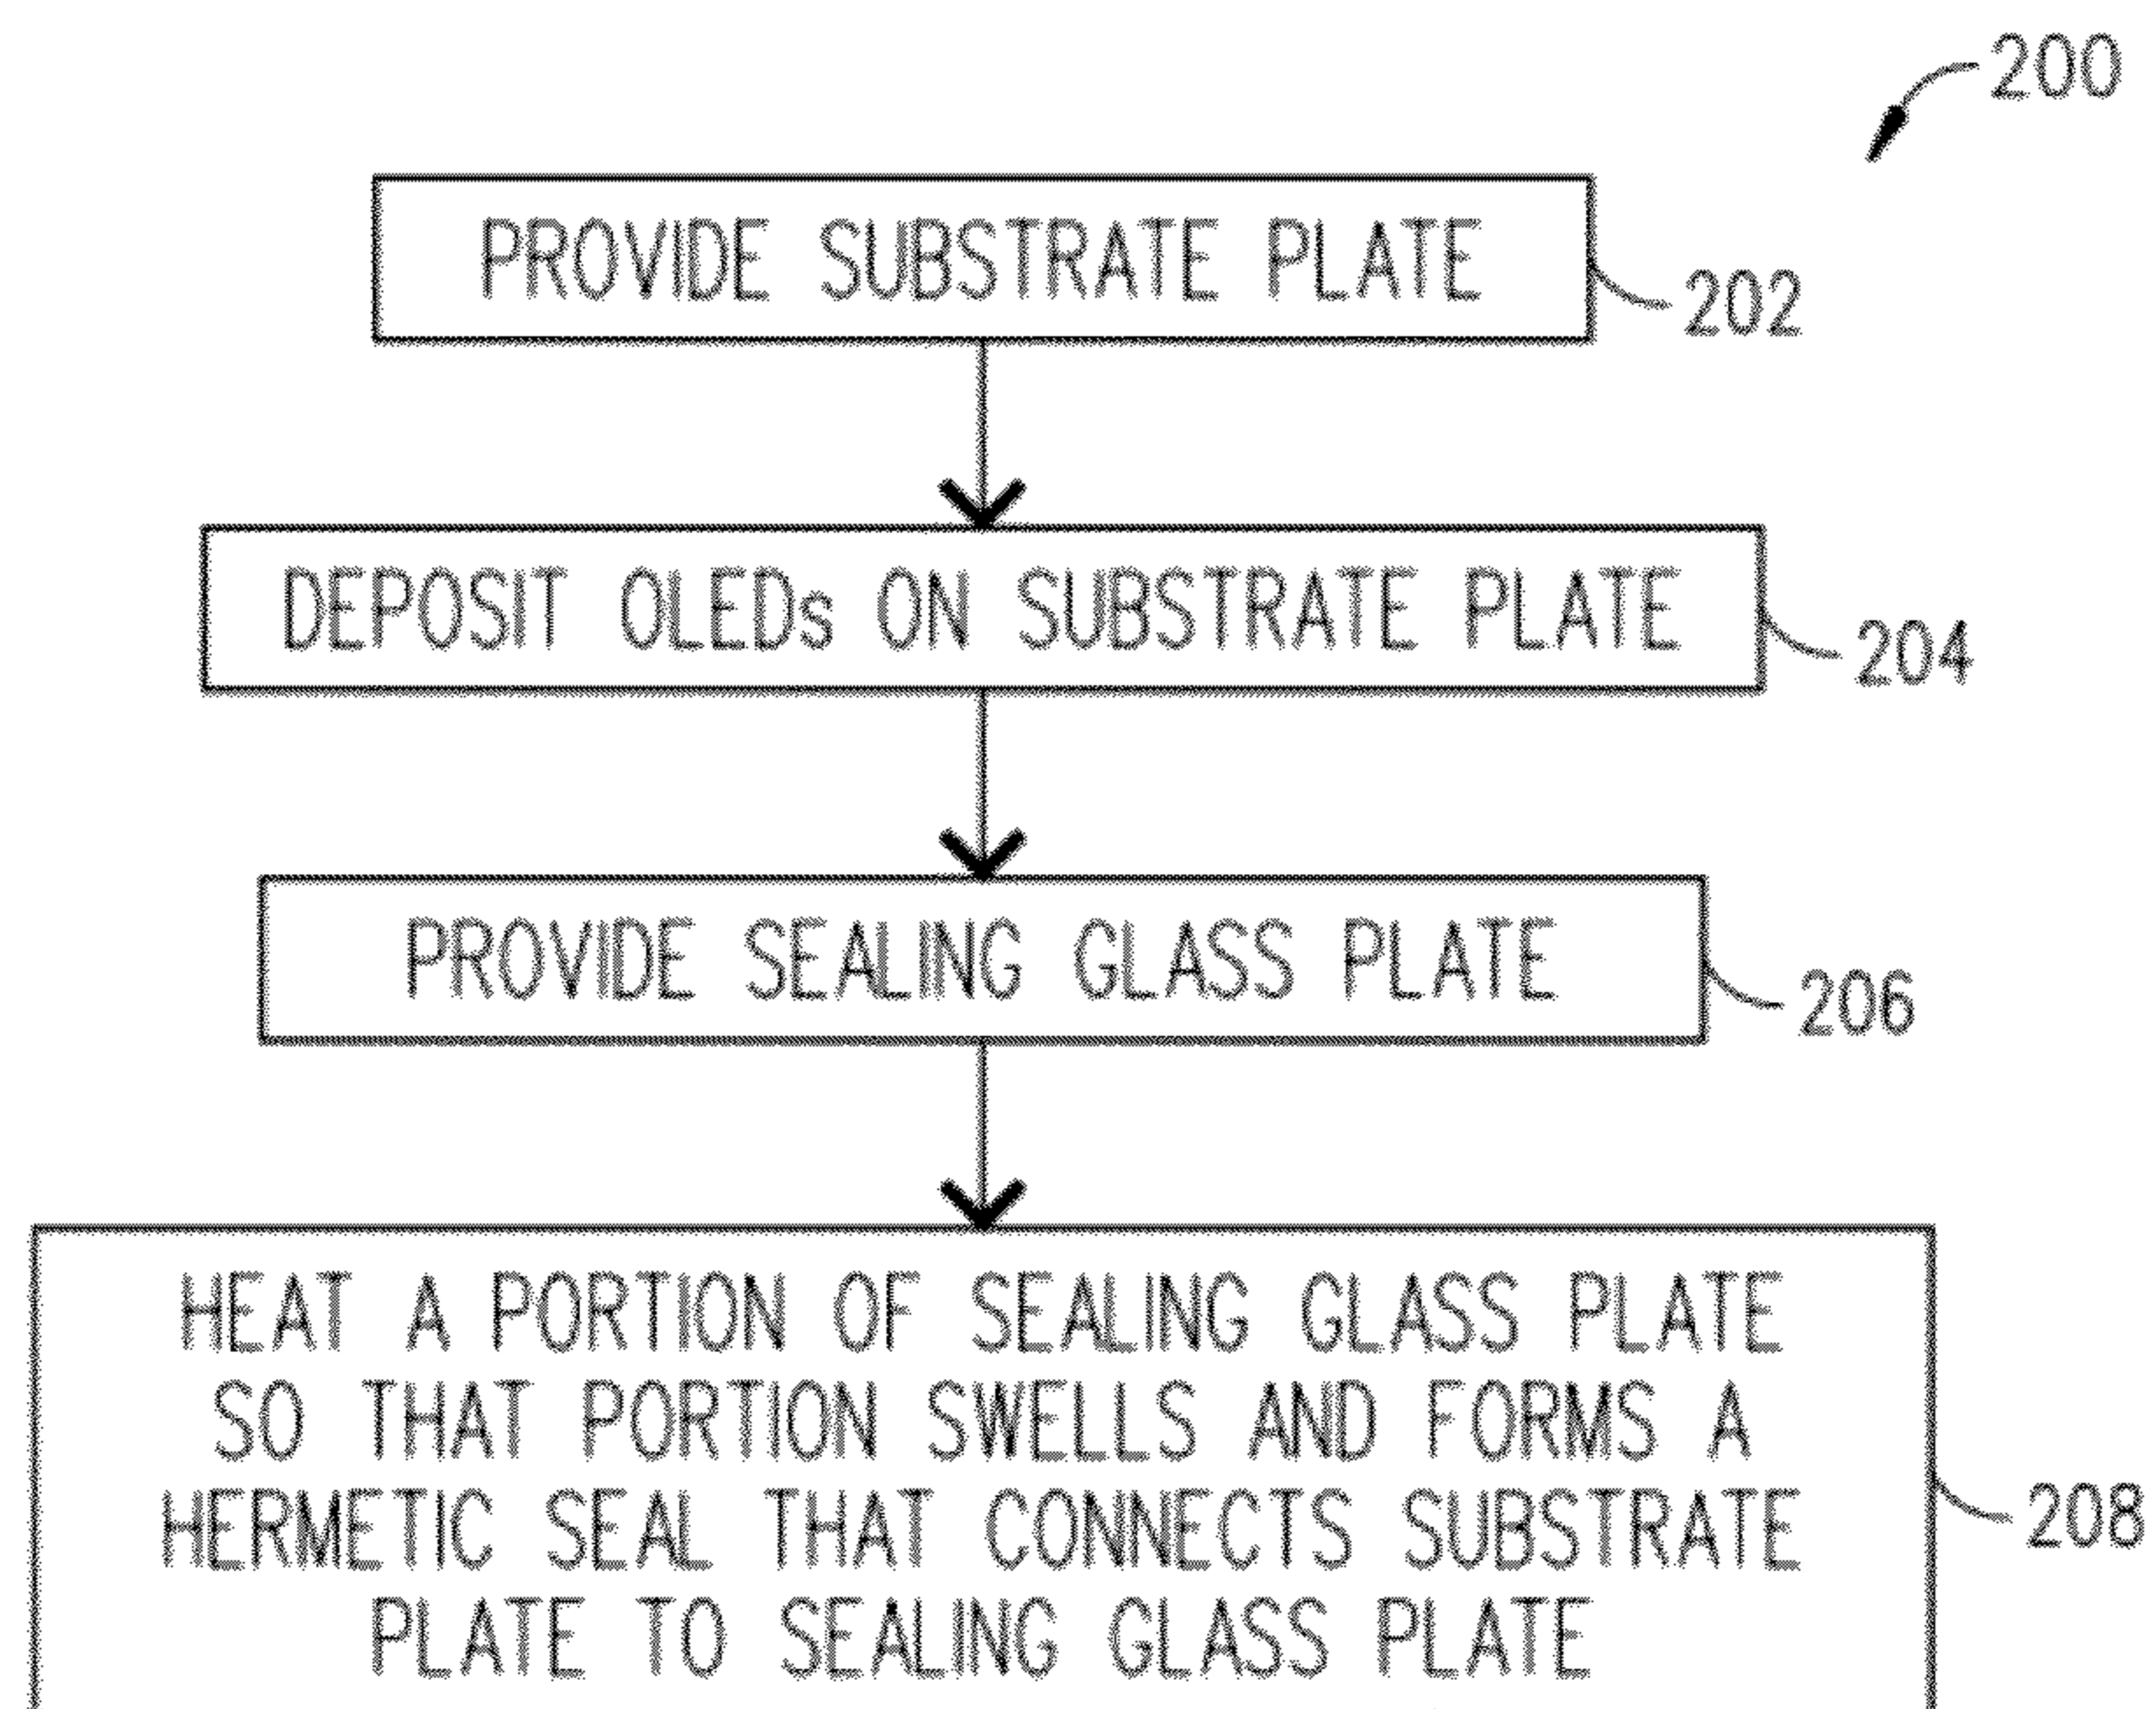 200
PROVIDE SUBSTRATE PLATE
202
DEPOSIT OLEDs ON SUBSTRATE PLATE
204
PROVIDE SEALING GLASS PLATE
206
HEAT A PORTION OF SEALING GLASS PLATE
SO THAT PORTION SWELLS AND FORMS A
HERMETIC SEAL THAT CONNECTS SUBSTRATE
PLATE TO SEALING GLASS PLATE
208